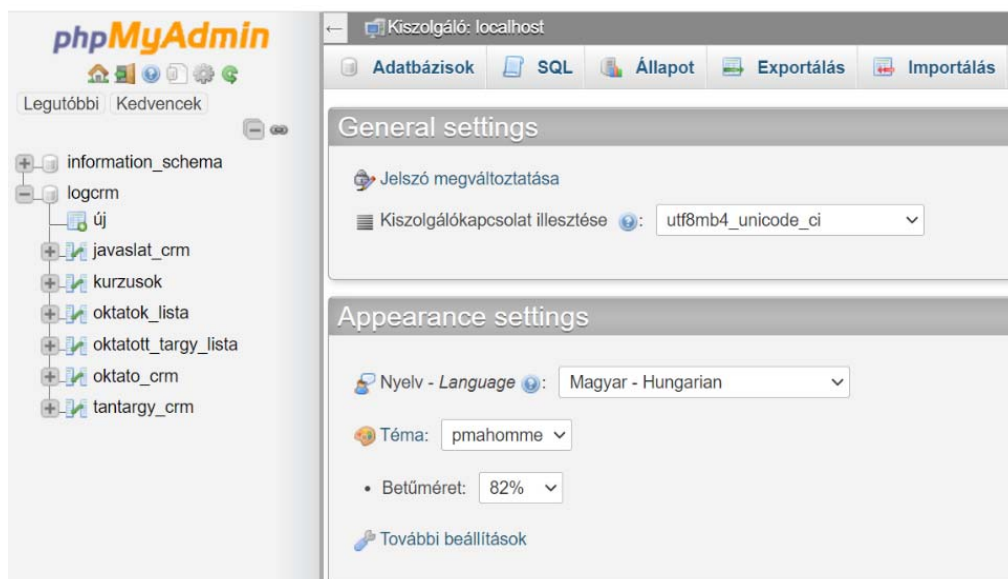 phpMyAdmin
Legutóbbi Kedvencek
information_schema
logcrm
új
javaslat_crm
kurzusok
oktatok_lista
oktatott_targy_lista
oktato_crm
tantargy_crm
← Kiszolgáló: localhost
Adatbázisok SQL Állapot Exportálás Importálás
General settings
Jelszó megváltoztatása
Kiszolgálókapcsolat illesztése : utf8mb4_unicode_ci
Appearance settings
Nyelv - Language : Magyar - Hungarian
Téma: pmahomme
• Betűméret: 82%
További beállítások